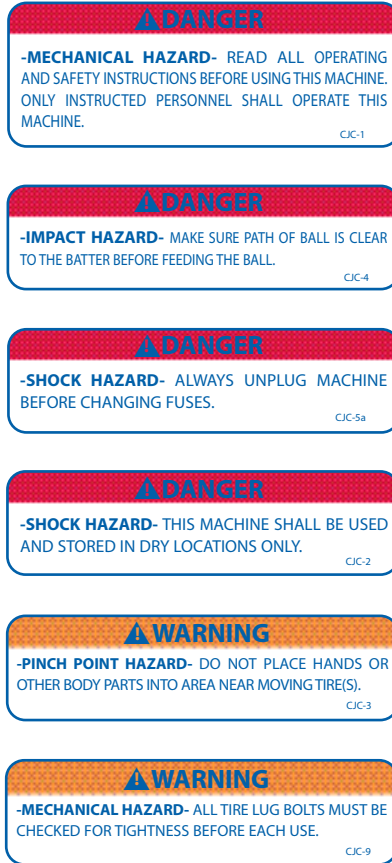 DANGER
-MECHANICAL HAZARD- READ ALL OPERATING
AND SAFETY INSTRUCTIONS BEFORE USING THIS MACHINE.
ONLY INSTRUCTED PERSONNEL SHALL OPERATE THIS
MACHINE.
CJC-1
DANGER
-IMPACT HAZARD- MAKE SURE PATH OF BALL IS CLEAR
TO THE BATTER BEFORE FEEDING THE BALL.
CJC-4
DANGER
-SHOCK HAZARD- ALWAYS UNPLUG MACHINE
BEFORE CHANGING FUSES.
CJC-5a
DANGER
-SHOCK HAZARD- THIS MACHINE SHALL BE USED
AND STORED IN DRY LOCATIONS ONLY.
CJC-2
WARNING
-PINCH POINT HAZARD- DO NOT PLACE HANDS OR
OTHER BODY PARTS INTO AREA NEAR MOVING TIRE(S).
CJC-3
WARNING
-MECHANICAL HAZARD- ALL TIRE LUG BOLTS MUST BE
CHECKED FOR TIGHTNESS BEFORE EACH USE.
CJC-9